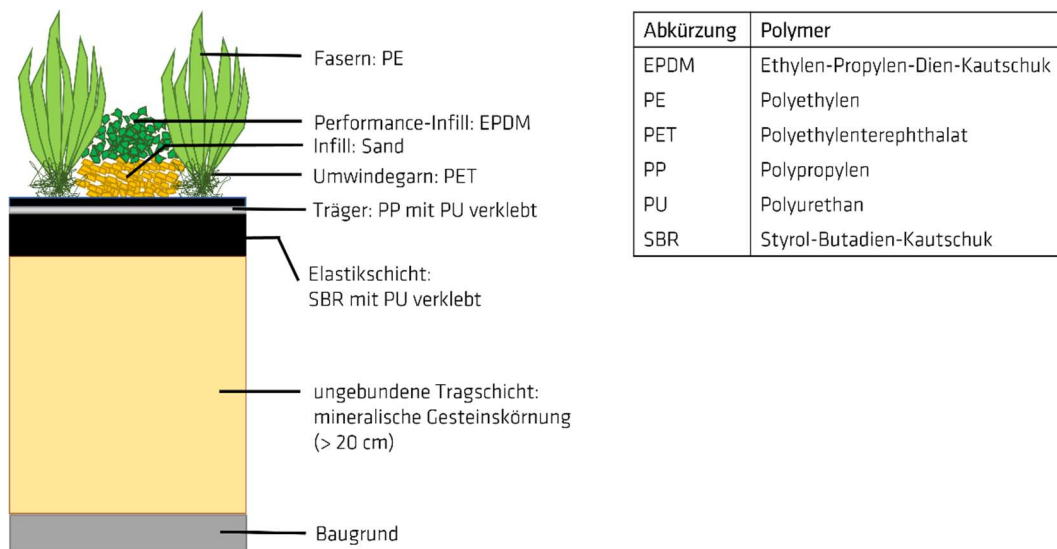 Fasern: PE
Performance-Infill: EPDM
Infill: Sand
Umwindegarn: PET
Träger: PP mit PU verklebt
Elastikschicht:
SBR mit PU verklebt
ungebundene Tragschicht:
mineralische Gesteinskörnung
(> 20 cm)
Baugrund
Abkürzung Polymer
EPDM Ethylen-Propylen-Dien-Kautschuk
PE Polyethylen
PET Polyethylenterephthalat
PP Polypropylen
PU Polyurethan
SBR Styrol-Butadien-Kautschuk